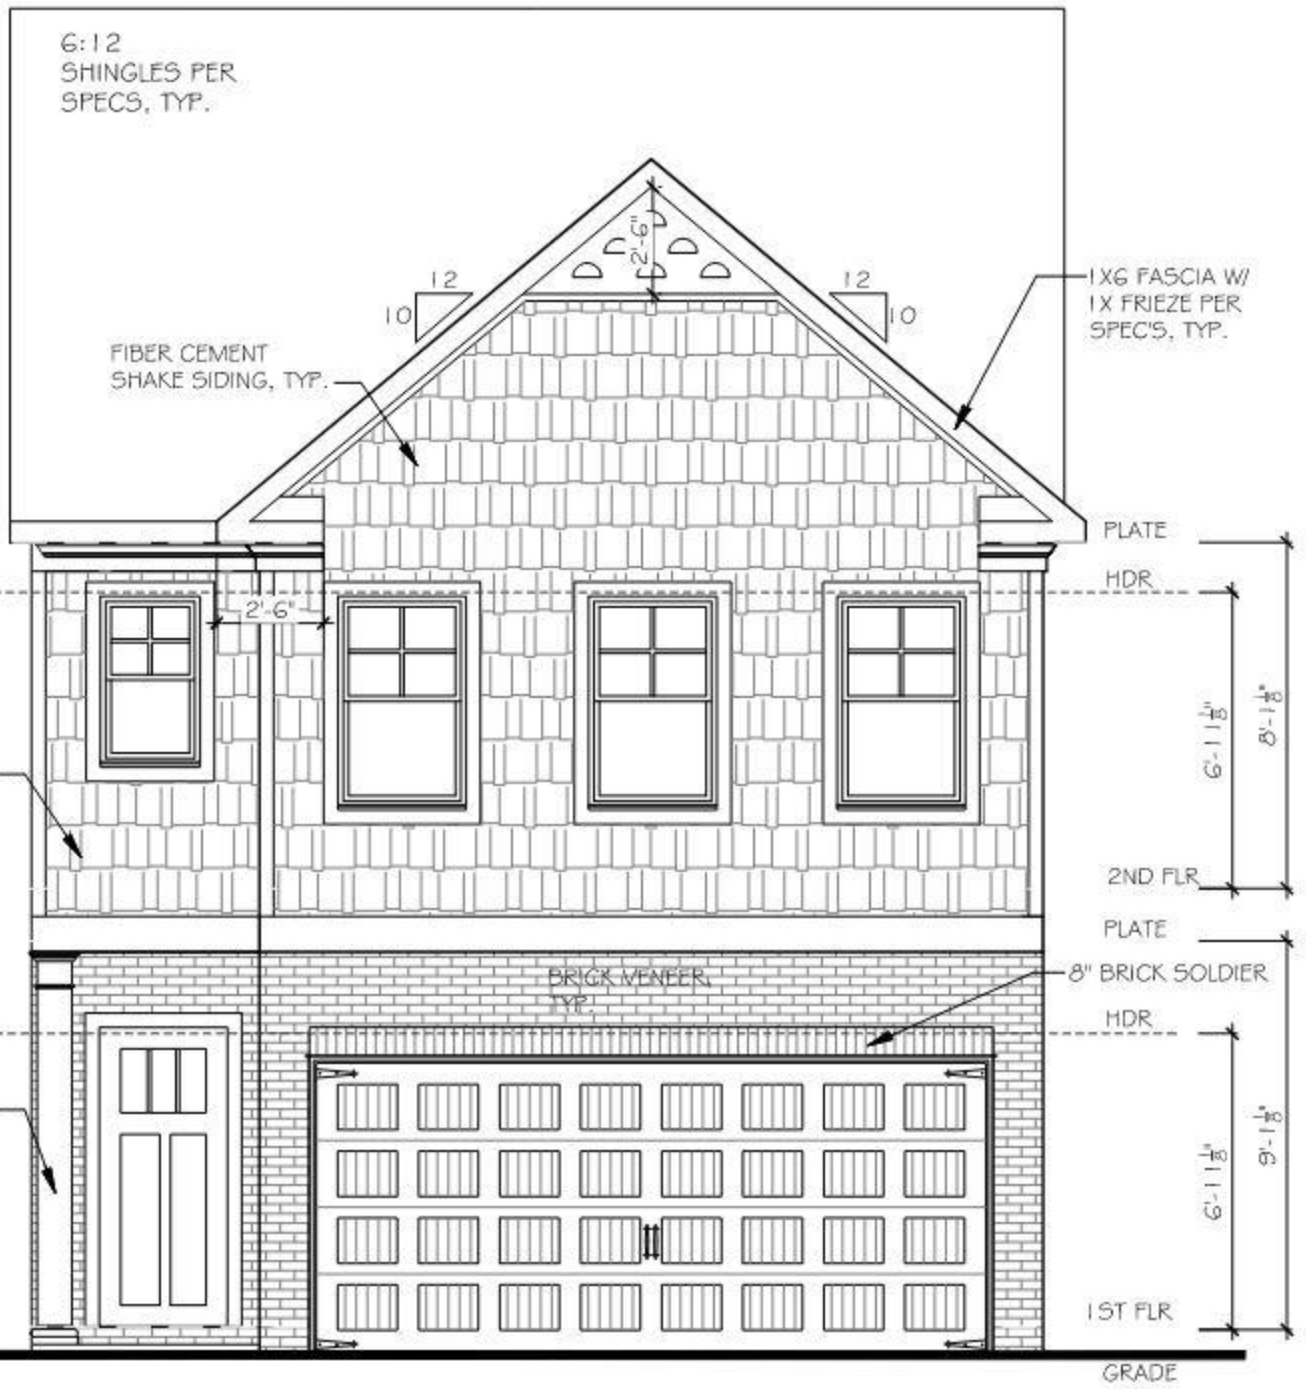 6:12
SHINGLES PER
SPECS, TYP.
2'-6"
12
10
12
10
1X6 FASCIA W/
1X FRIEZE PER
SPEC'S, TYP.
FIBER CEMENT
SHAKE SIDING, TYP.
PLATE
HDR
2'-6"
6'-11 1/8"
8'-1 1/8"
2ND FLR
PLATE
BRICK VENEER,
TYP.
8" BRICK SOLDIER
HDR
6'-11 1/8"
9'-1 1/8"
1ST FLR
GRADE